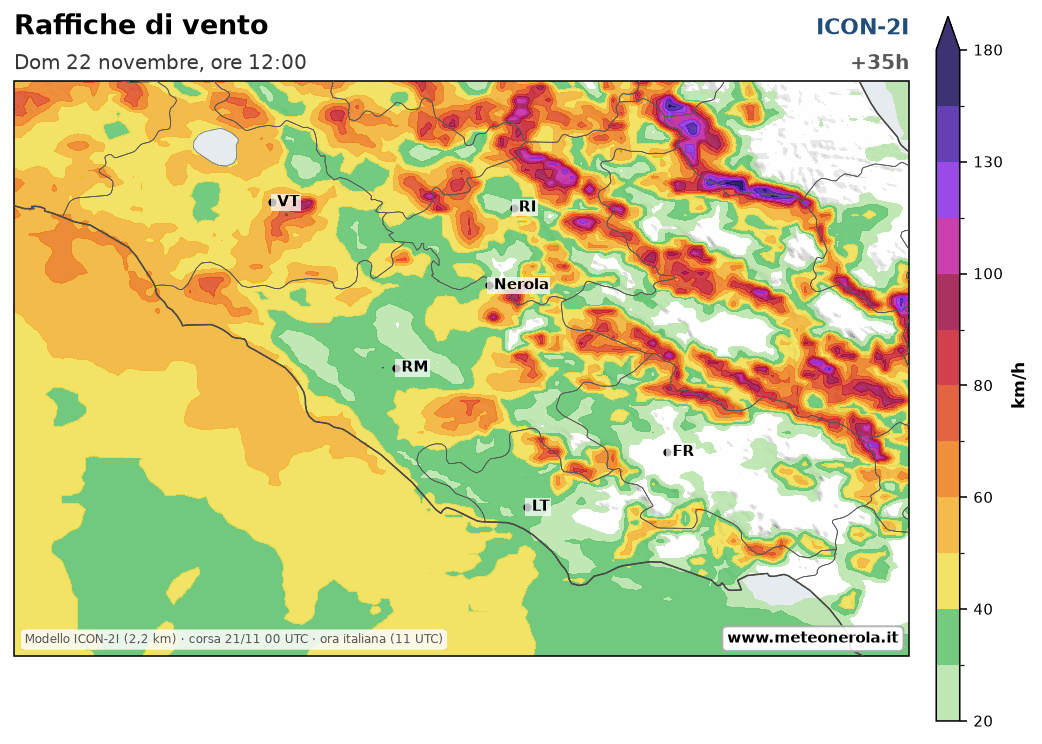 Raffiche di vento
ICON-2I
Dom 22 novembre, ore 12:00
+35h
VT
RI
Nerola
RM
FR
LT
Modello ICON-2I (2,2 km) · corsa 21/11 00 UTC · ora italiana (11 UTC)
www.meteonerola.it
180
130
100
80
60
40
20
km/h